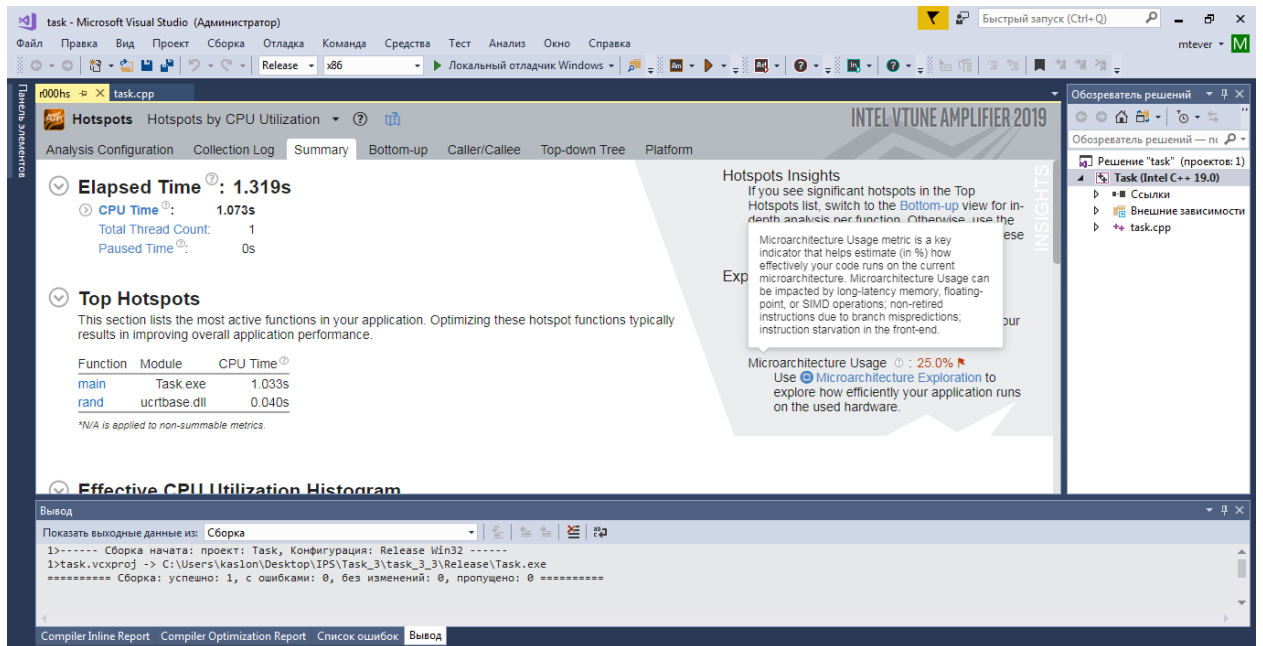 task - Microsoft Visual Studio (Администратор)
Быстрый запуск (Ctrl+Q)
Файл Правка Вид Проект Сборка Отладка Команда Средства Тест Анализ Окно Справка
mtever M
Release x86 Локальный отладчик Windows
Панель элементов
r000hs task.cpp
Hotspots Hotspots by CPU Utilization
INTEL VTUNE AMPLIFIER 2019
Analysis Configuration Collection Log Summary Bottom-up Caller/Callee Top-down Tree Platform
Elapsed Time : 1.319s
CPU Time : 1.073s
Total Thread Count: 1
Paused Time : 0s
Top Hotspots
This section lists the most active functions in your application. Optimizing these hotspot functions typically
results in improving overall application performance.
Function Module CPU Time
main Task.exe 1.033s
rand ucrtbase.dll 0.040s
*N/A is applied to non-summable metrics.
Effective CPU Utilization Histogram
Hotspots Insights
If you see significant hotspots in the Top
Hotspots list, switch to the Bottom-up view for in-
depth analysis per function. Otherwise, use the
ese
INSIGHTS
Exp
our
Microarchitecture Usage metric is a key
indicator that helps estimate (in %) how
effectively your code runs on the current
microarchitecture. Microarchitecture Usage can
be impacted by long-latency memory, floating-
point, or SIMD operations; non-retired
instructions due to branch mispredictions;
instruction starvation in the front-end.
Microarchitecture Usage : 25.0%
Use Microarchitecture Exploration to
explore how efficiently your application runs
on the used hardware.
Обозреватель решений
Обозреватель решений — по
Решение "task" (проектов: 1)
Task (Intel C++ 19.0)
Ссылки
Внешние зависимости
task.cpp
Вывод
Показать выходные данные из: Сборка
1>------ Сборка начата: проект: Task, Конфигурация: Release Win32 ------
1>task.vcxproj -> C:\Users\kaslon\Desktop\IPS\Task_3\task_3_3\Release\Task.exe
========== Сборка: успешно: 1, с ошибками: 0, без изменений: 0, пропущено: 0 ==========
Compiler Inline Report Compiler Optimization Report Список ошибок Вывод